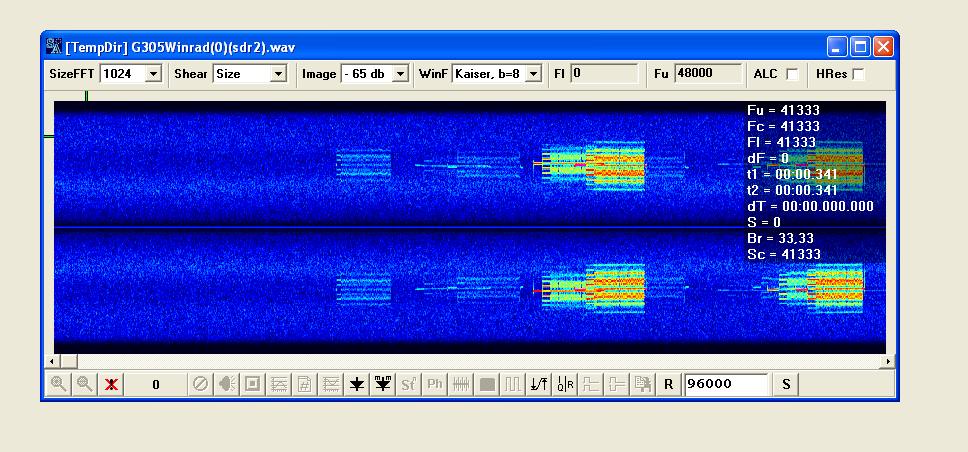 [TempDir] G305Winrad(0)(sdr2).wav
SizeFFT 1024 Shear Size Image - 65 db WinF Kaiser, b=8 Fl 0 Fu 48000 ALC HRes
Fu = 41333
Fc = 41333
Fl = 41333
dF = 0
t1 = 00:00.341
t2 = 00:00.341
dT = 00:00.000.000
S = 0
Br = 33,33
Sc = 41333
0 Sf Ph R 96000 S